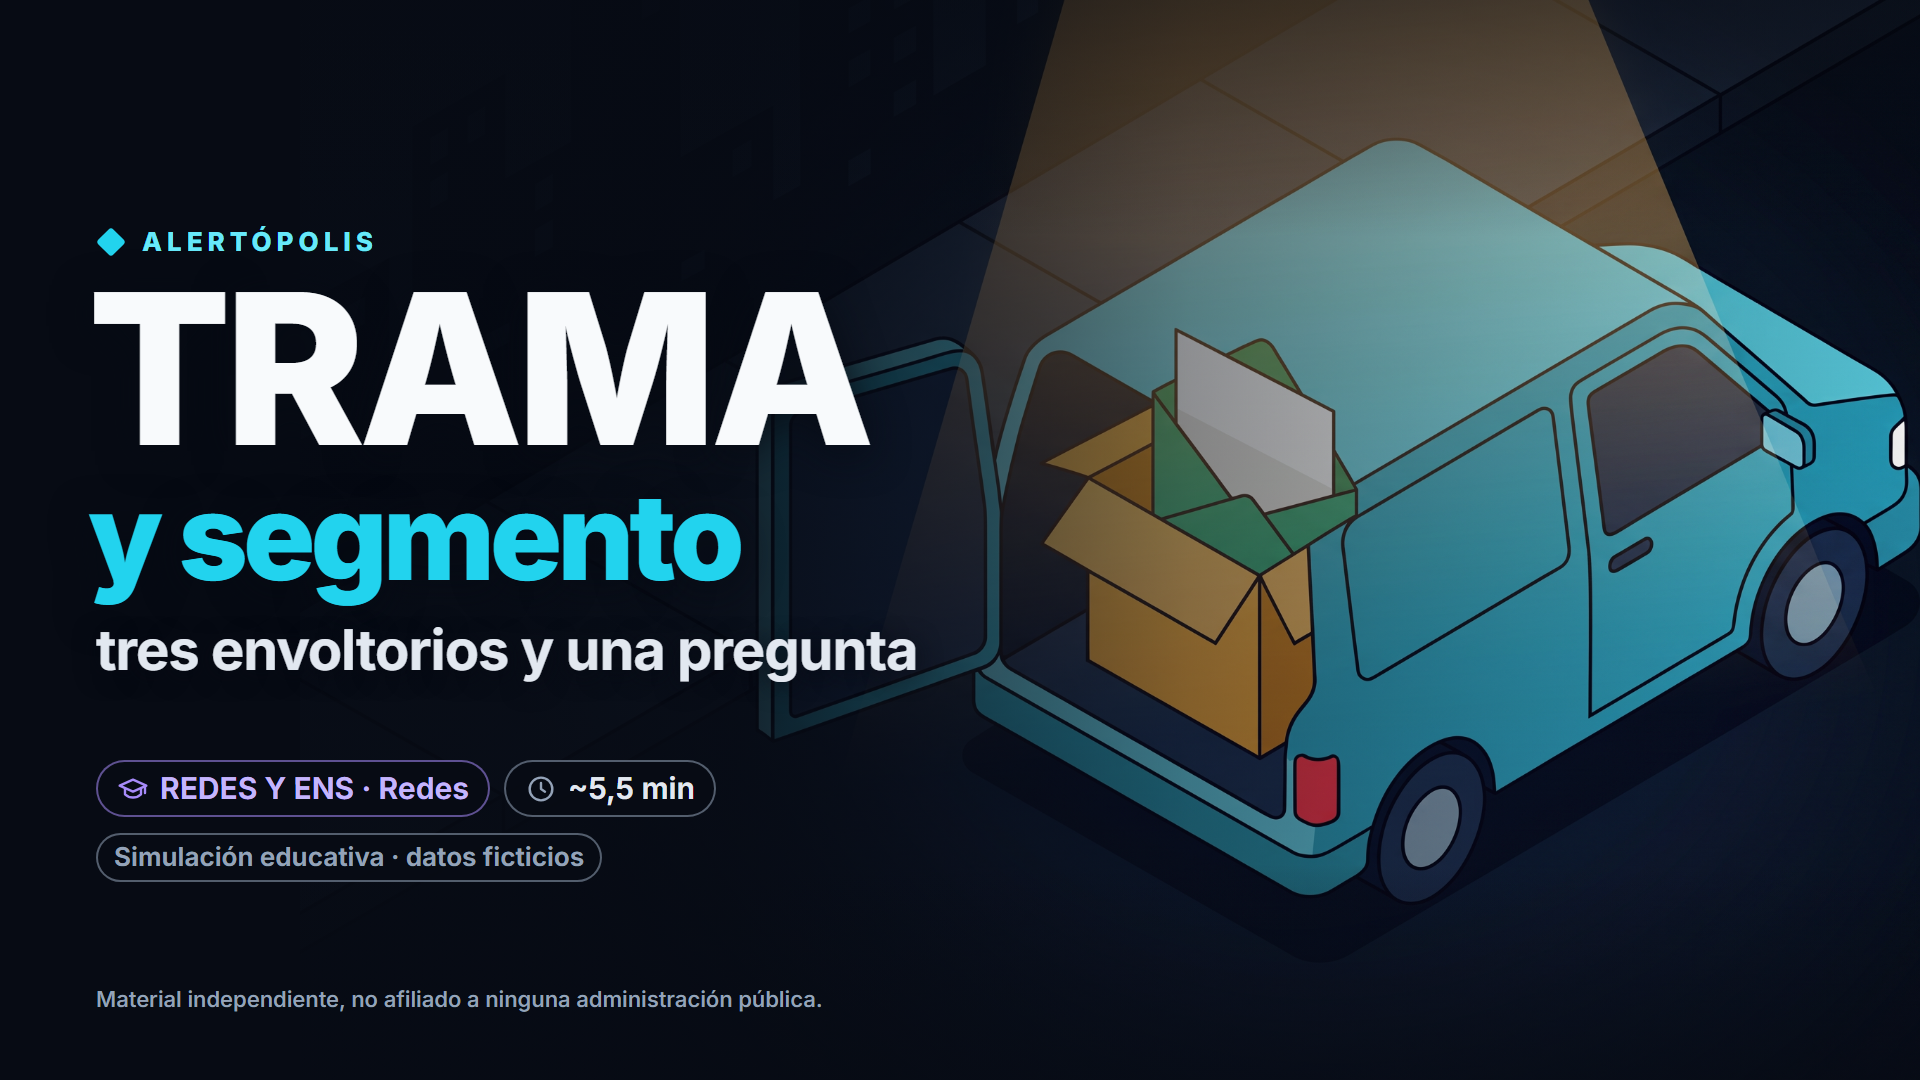 ALERTÓPOLIS
TRAMA
y segmento
tres envoltorios y una pregunta
REDES Y ENS · Redes
~5,5 min
Simulación educativa · datos ficticios
Material independiente, no afiliado a ninguna administración pública.